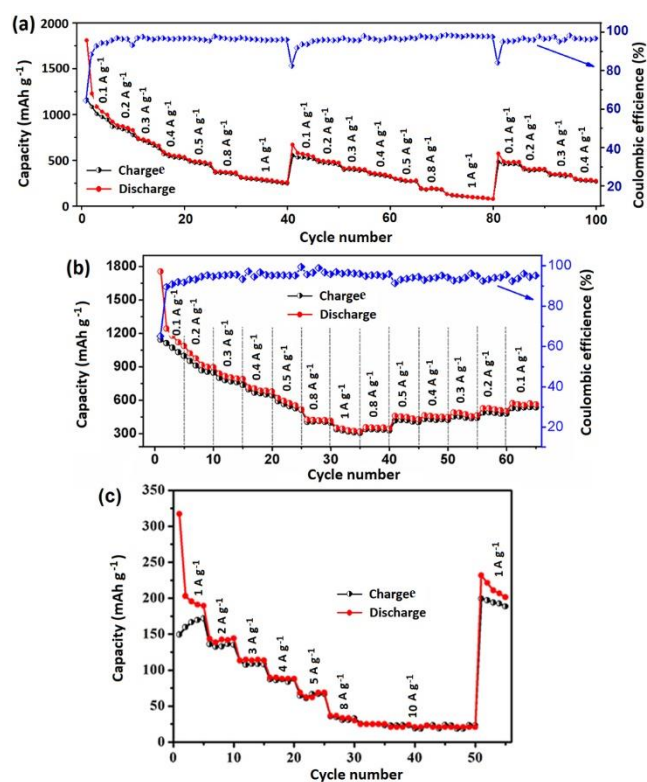 (a)
2000
1500
1000
500
0
Capacity (mAh g-1)
0.1 A g-1
0.2 A g-1
0.3 A g-1
0.4 A g-1
0.5 A g-1
0.8 A g-1
1A g-1
0.1 A g-1
0.2 A g-1
0.3 A g-1
0.4 A g-1
0.5 A g-1
0.8 A g-1
1A g-1
0.1 A g-1
0.2 A g-1
0.3 A g-1
0.4 A g-1
Chargee
Discharge
100
80
60
40
20
Coulombic efficience (%)
0 20 40 60 80 100
Cycle number
(b)
1800
1500
1200
900
600
300
Capacity (mAh g-1)
Chargee
Discharge
0.1 A g-1
0.2 A g-1
0.3 A g-1
0.4 A g-1
0.5 A g-1
0.8 A g-1
1A g-1
0.8 A g-1
0.5 A g-1
0.4 A g-1
0.3 A g-1
0.2 A g-1
0.1 A g-1
100
80
60
40
20
Coulombic efficience (%)
0 10 20 30 40 50 60
Cycle number
(c)
350
300
250
200
150
100
50
0
Capacity (mAh g-1)
1 A g-1
2 A g-1
3 A g-1
4 A g-1
5 A g-1
8 A g-1
10 A g-1
1 A g-1
Chargee
Discharge
0 10 20 30 40 50
Cycle number